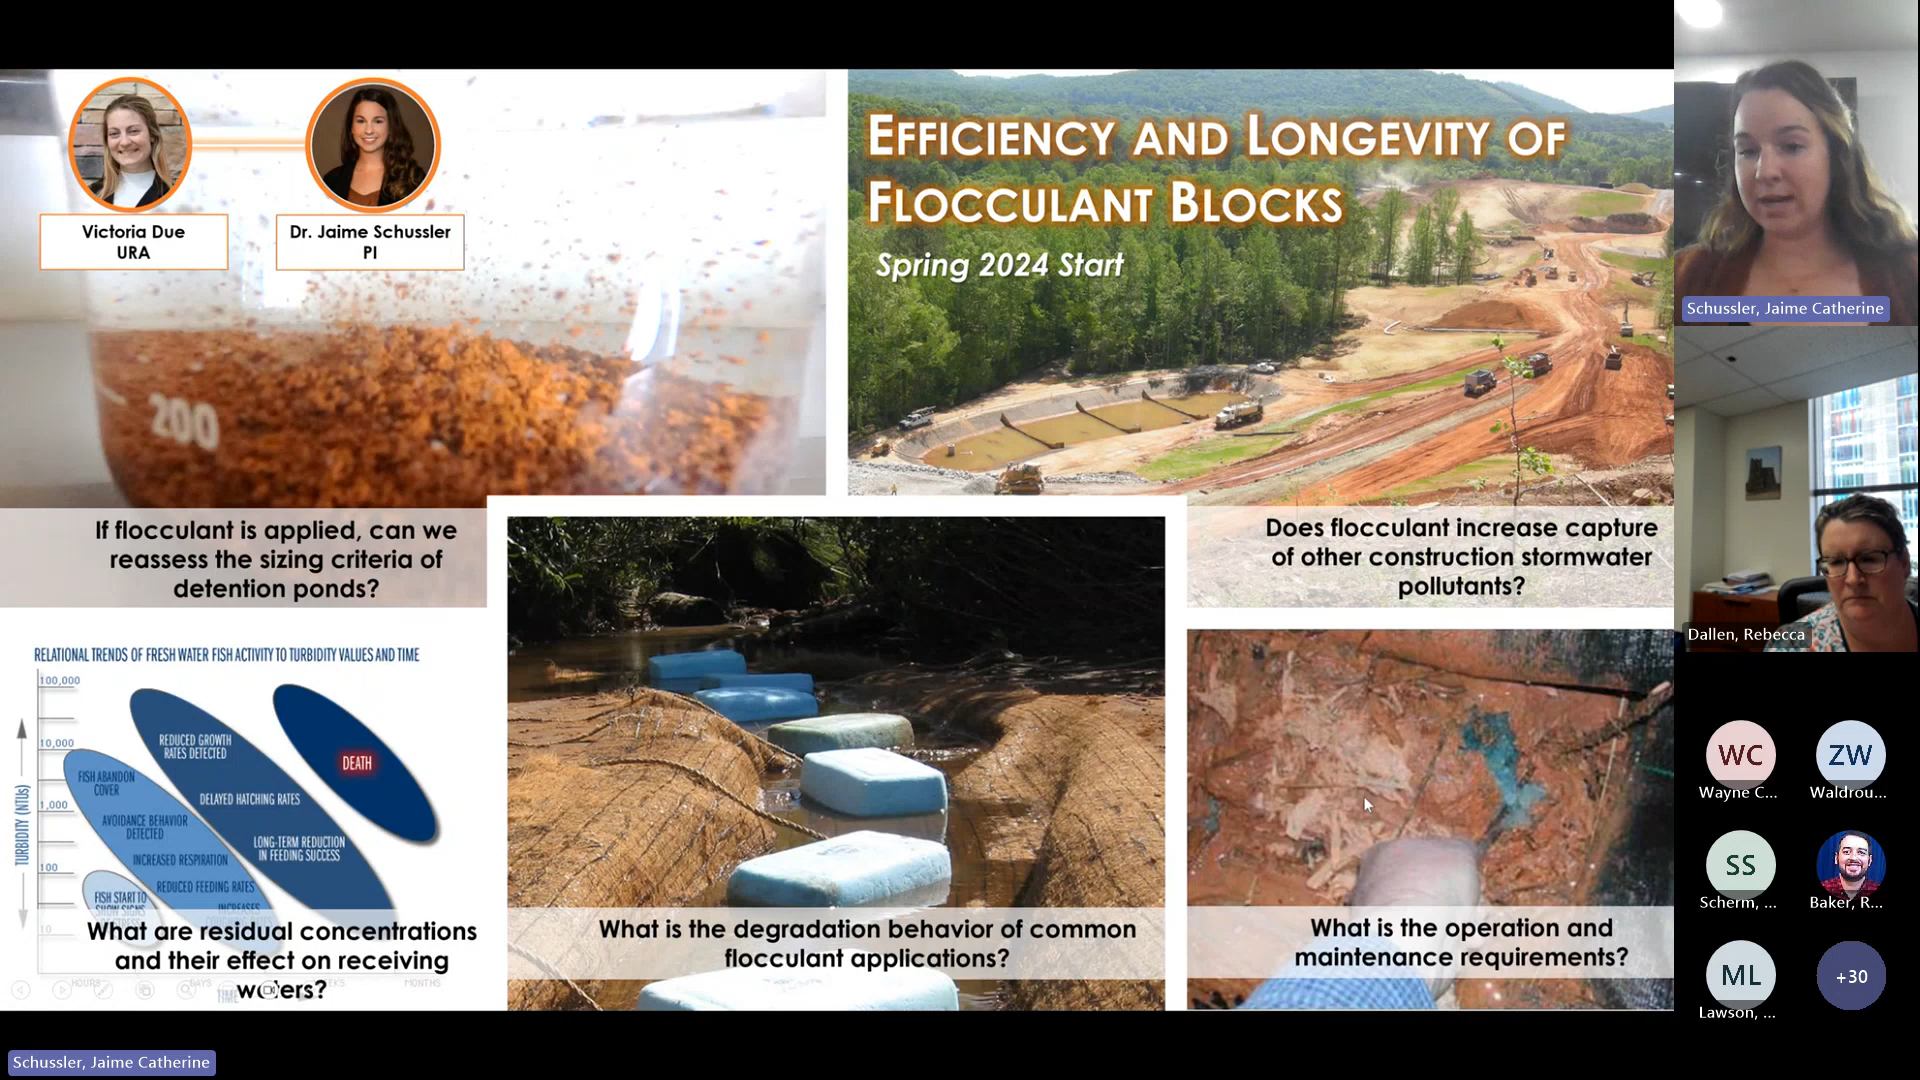 EFFICIENCY AND LONGEVITY OF
FLOCCULANT BLOCKS
Spring 2024 Start
Victoria Due
URA
Dr. Jaime Schussler
PI
200
If flocculant is applied, can we
reassess the sizing criteria of
detention ponds?
Does flocculant increase capture
of other construction stormwater
pollutants?
RELATIONAL TRENDS OF FRESH WATER FISH ACTIVITY TO TURBIDITY VALUES AND TIME
TURBIDITY (NTUs)
100,000
10,000
1,000
100
10
REDUCED GROWTH
RATES DETECTED
DEATH
FISH ABANDON
COVER
DELAYED HATCHING RATES
AVOIDANCE BEHAVIOR
DETECTED
LONG-TERM REDUCTION
IN FEEDING SUCCESS
INCREASED RESPIRATION
REDUCED FEEDING RATES
FISH START TO
SHOW SIGNS
INCREASES
HOURS
DAYS
MONTHS
TIME
What are residual concentrations
and their effect on receiving
waters?
What is the degradation behavior of common
flocculant applications?
What is the operation and
maintenance requirements?
Schussler, Jaime Catherine
Schussler, Jaime Catherine
Dallen, Rebecca
WC
Wayne C...
ZW
Waldrou...
SS
Scherm, ...
Baker, R...
ML
Lawson, ...
+30